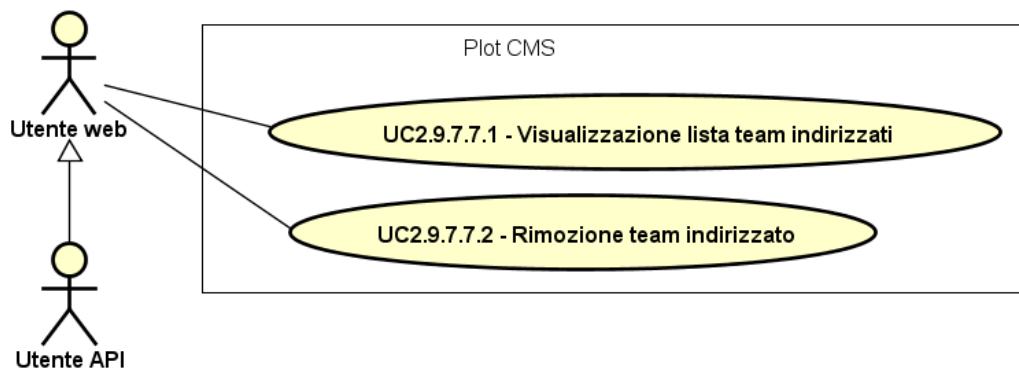 Plot CMS
Utente web
UC2.9.7.7.1 - Visualizzazione lista team indirizzati
UC2.9.7.7.2 - Rimozione team indirizzato
Utente API